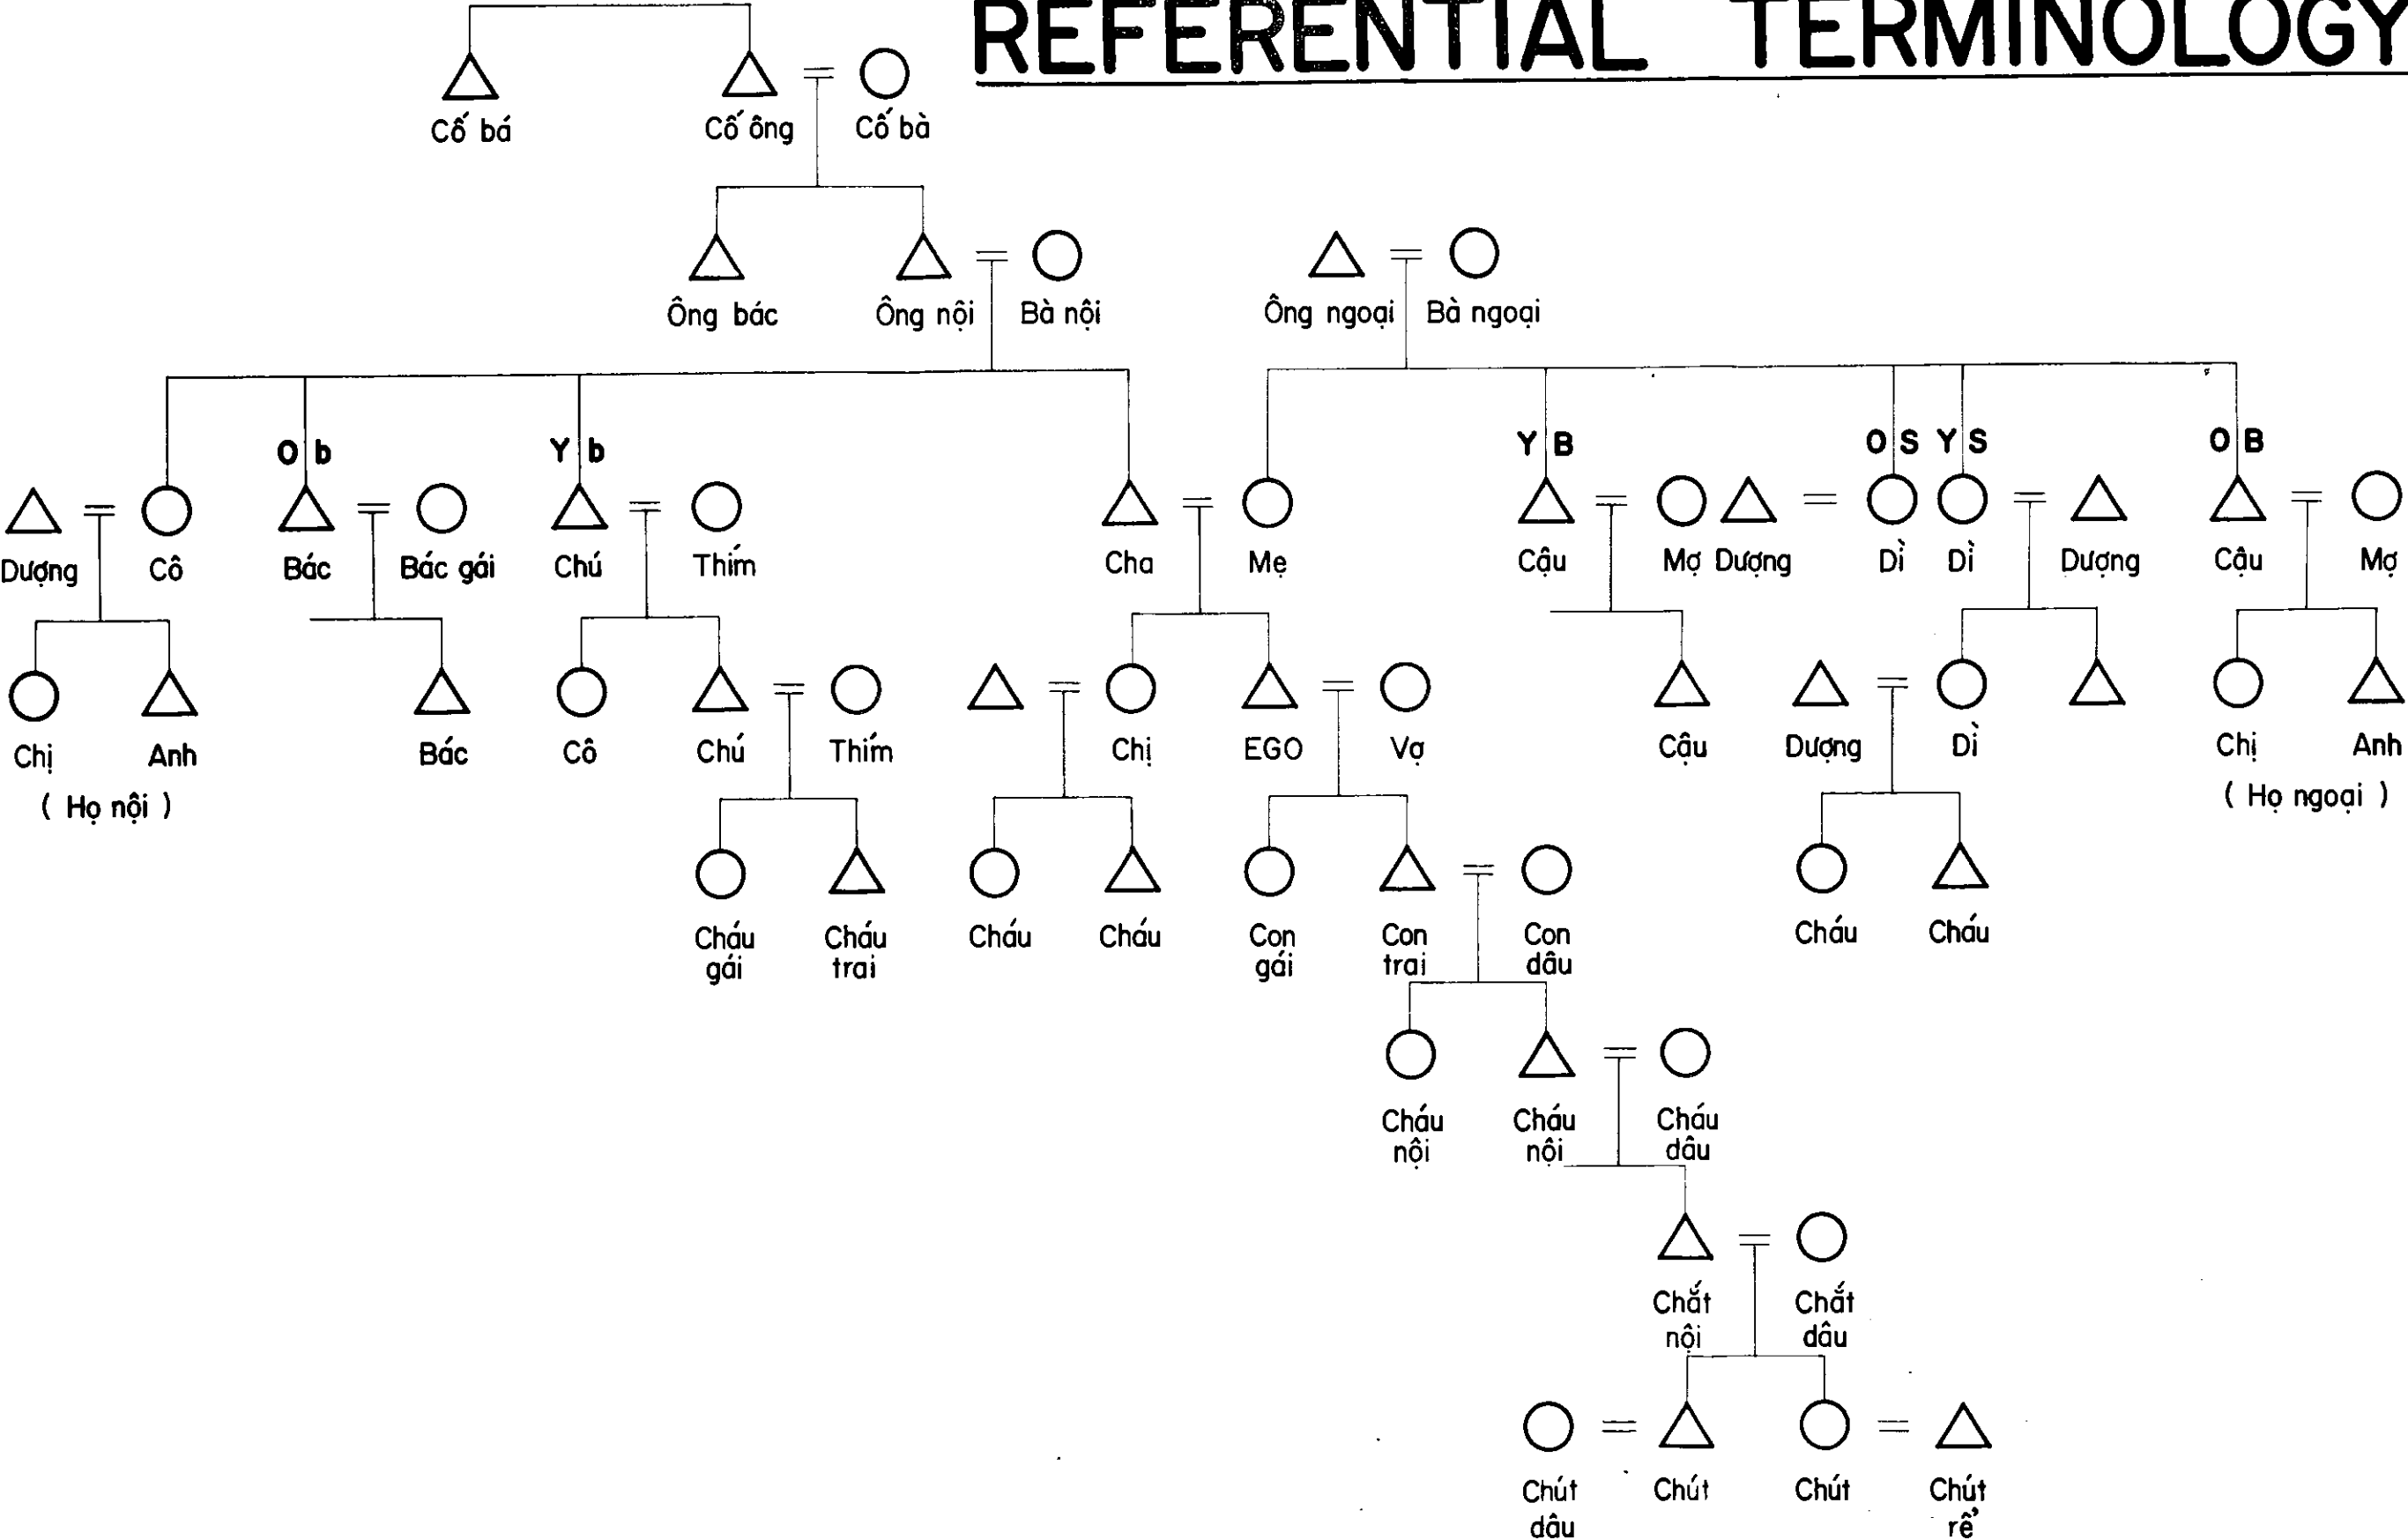 REFERENTIAL TERMINOLOGY
Cố bá Cố ông Cố bà
Ông bác Ông nội Bà nội Ông ngoại Bà ngoại
O b Y b Y B O S Y S O B
Dượng Cô Bác Bác gái Chú Thím Cha Mẹ Cậu Mợ Dượng Dì Dì Dượng Cậu Mợ
Chị Anh Bác Cô Chú Thím Chị EGO Vợ Cậu Dượng Dì Chị Anh
( Họ nội ) ( Họ ngoại )
Cháu Cháu Cháu Cháu Con Con Con Cháu Cháu
gái trai gái trai dâu
Cháu Cháu Cháu
nội nội dâu
Chắt Chắt
nội dâu
Chút Chút Chút Chút
dâu rể